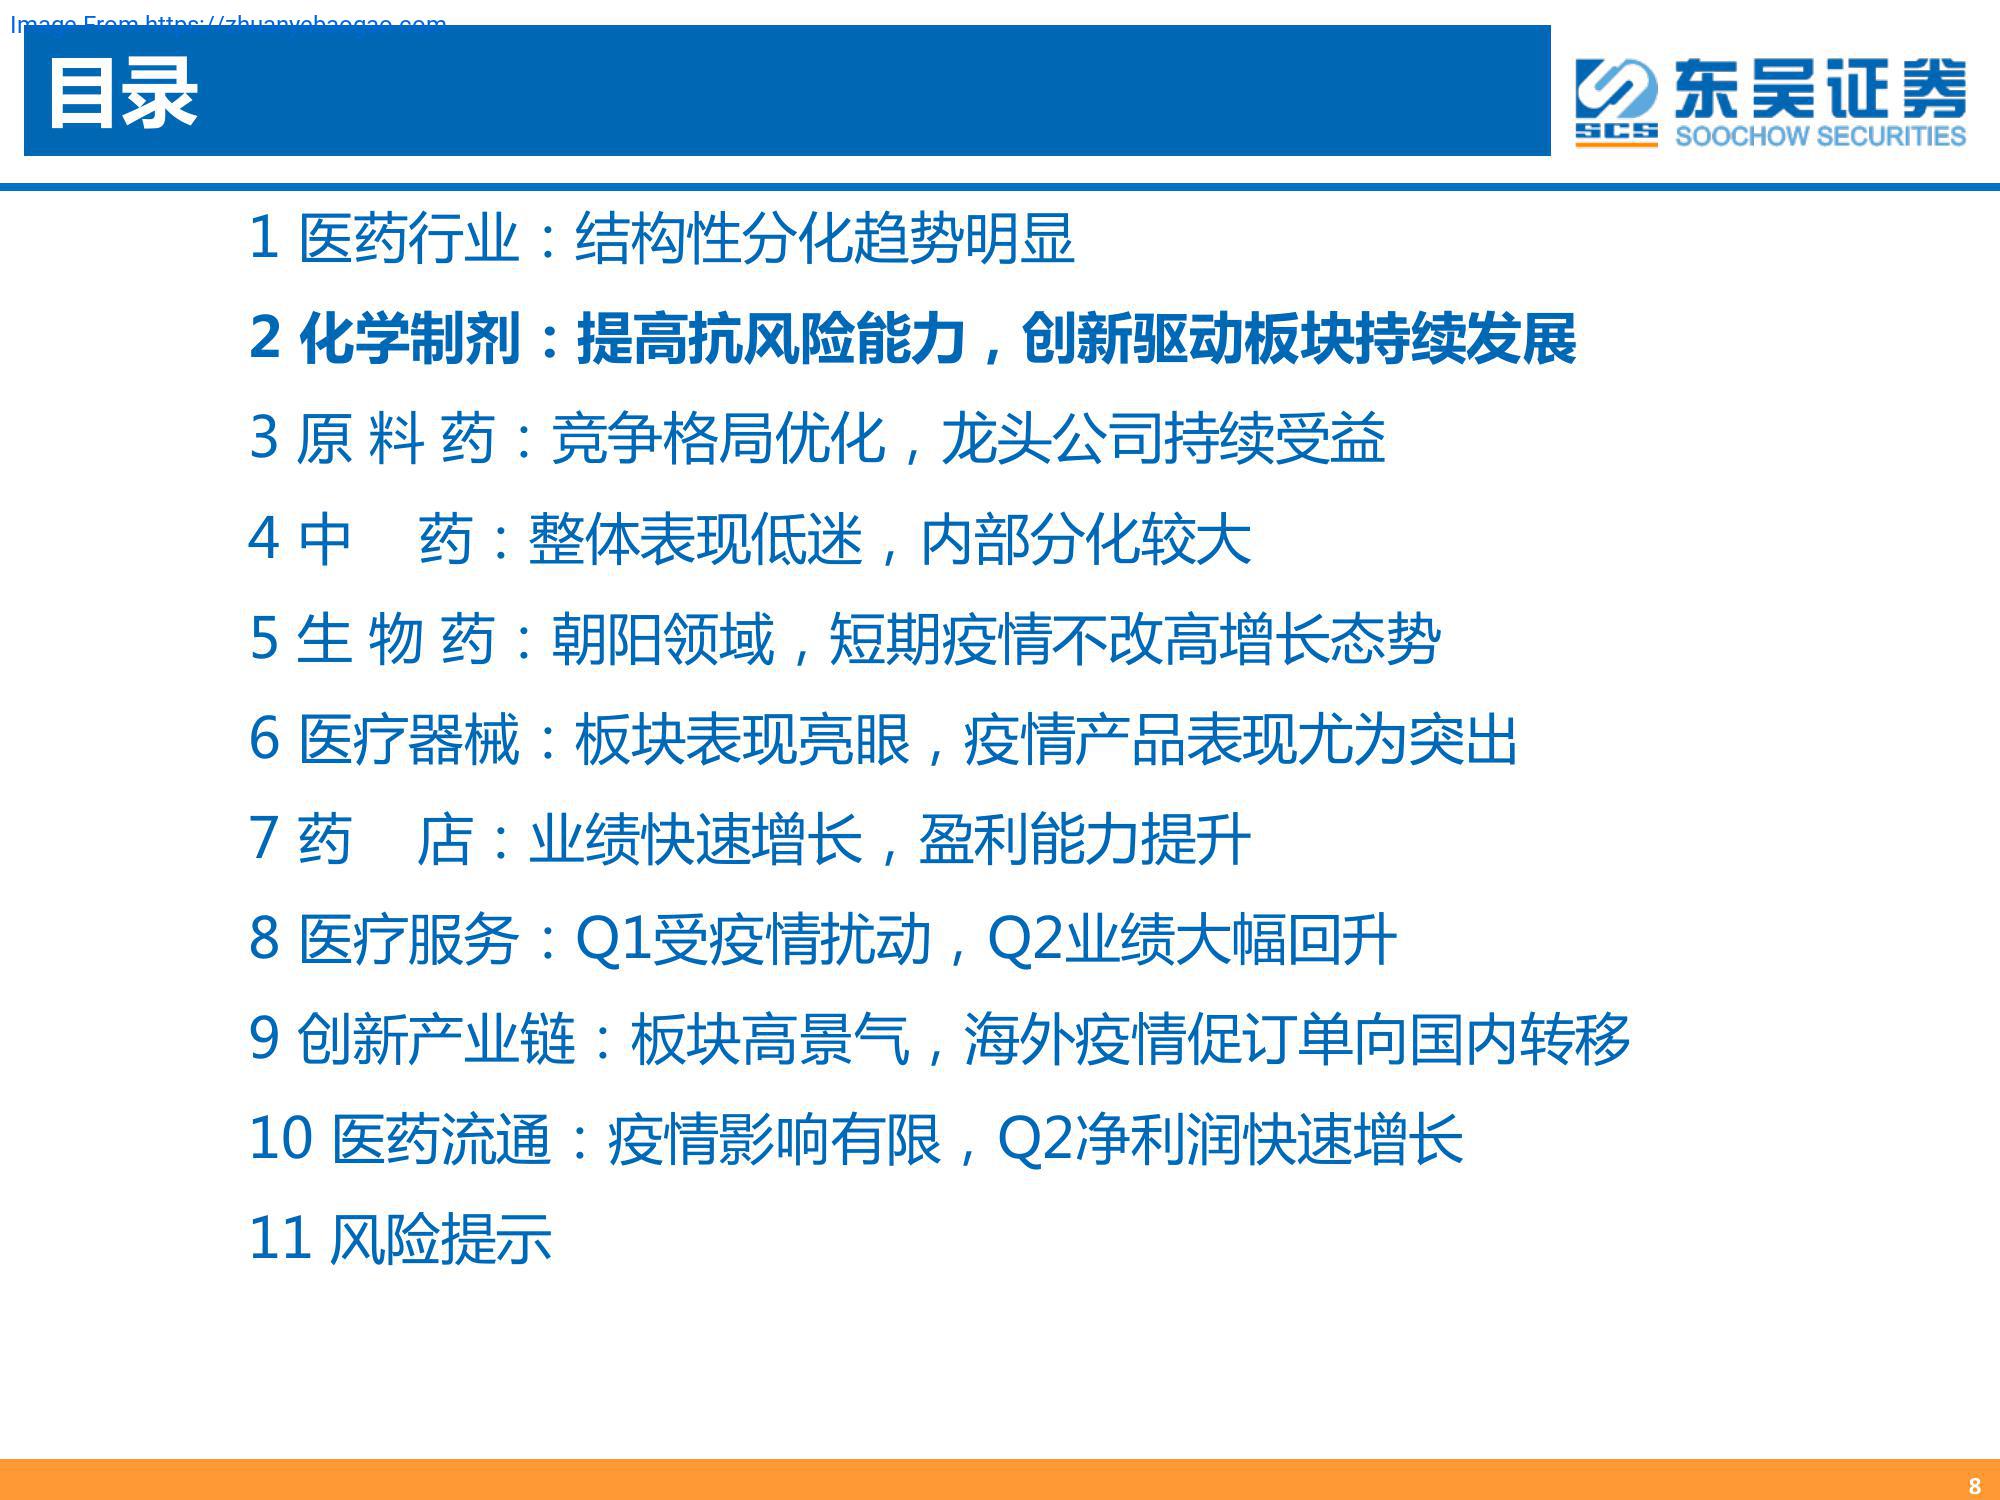 Image From https://zhuanyebaogao.com
目录
SCS
东吴证券
SOOCHOW SECURITIES
1 医药行业：结构性分化趋势明显
2 化学制剂：提高抗风险能力，创新驱动板块持续发展
3 原 料 药：竞争格局优化，龙头公司持续受益
4 中　药：整体表现低迷，内部分化较大
5 生 物 药：朝阳领域，短期疫情不改高增长态势
6 医疗器械：板块表现亮眼，疫情产品表现尤为突出
7 药　店：业绩快速增长，盈利能力提升
8 医疗服务：Q1受疫情扰动，Q2业绩大幅回升
9 创新产业链：板块高景气，海外疫情促订单向国内转移
10 医药流通：疫情影响有限，Q2净利润快速增长
11 风险提示
8